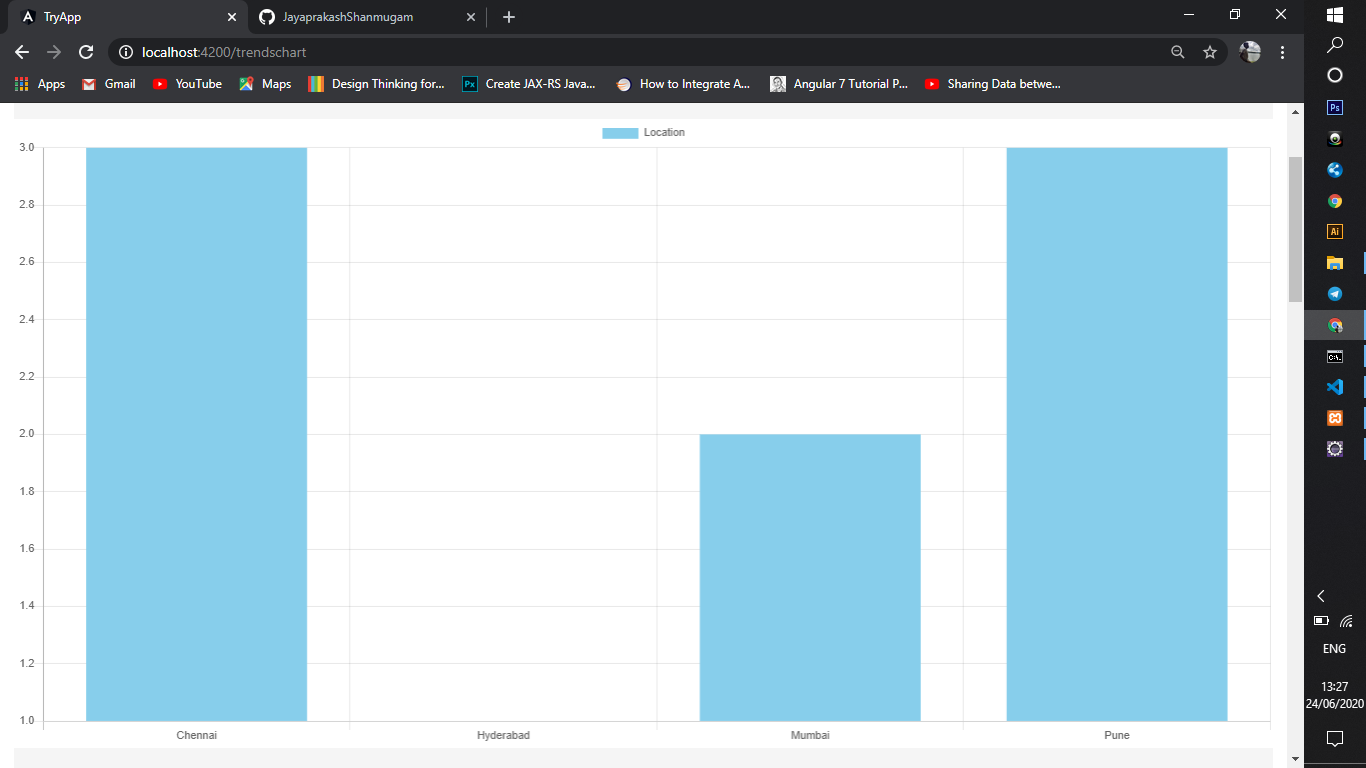 TryApp
JayaprakashShanmugam
localhost:4200/trendschart
Apps Gmail YouTube Maps Design Thinking for... Create JAX-RS Java... How to Integrate A... Angular 7 Tutorial P... Sharing Data betwe...
Location
3.0
2.8
2.6
2.4
2.2
2.0
1.8
1.6
1.4
1.2
1.0
Chennai Hyderabad Mumbai Pune
Ps
Ai
C:\.
ENG
13:27
24/06/2020